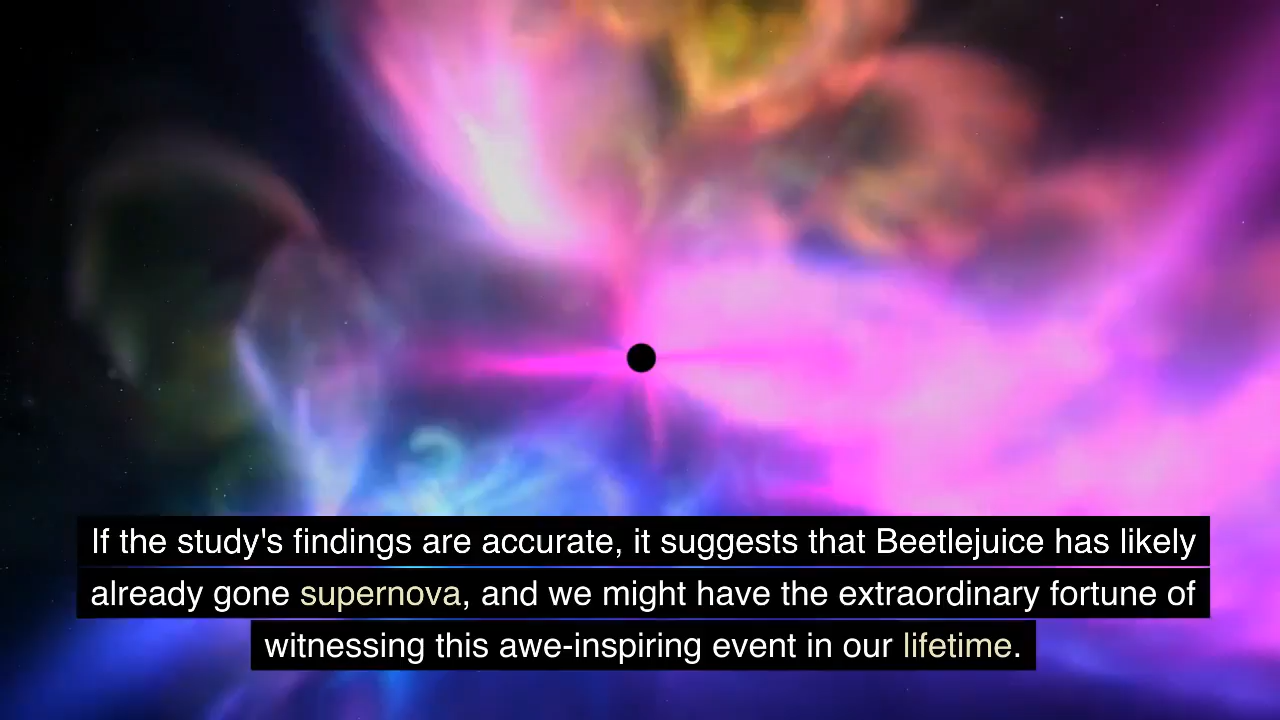 If the study's findings are accurate, it suggests that Beetlejuice has likely
already gone supernova, and we might have the extraordinary fortune of
witnessing this awe-inspiring event in our lifetime.